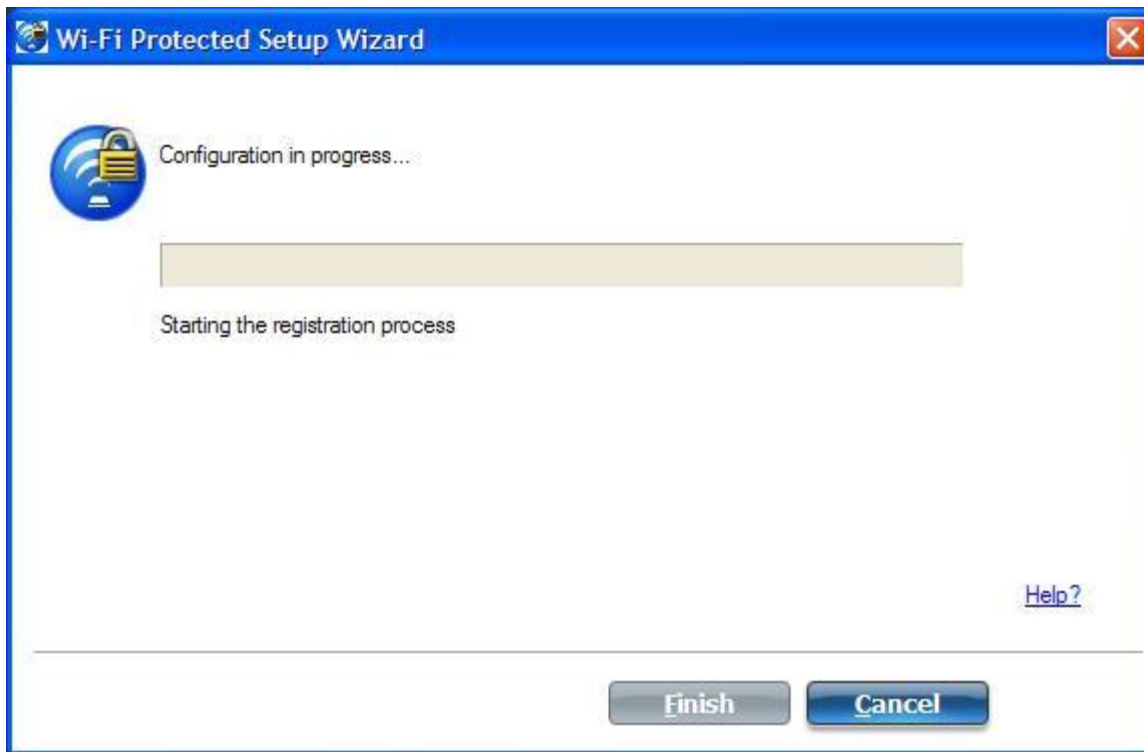 Wi-Fi Protected Setup Wizard
Configuration in progress...
Starting the registration process
Help?
Finish
Cancel